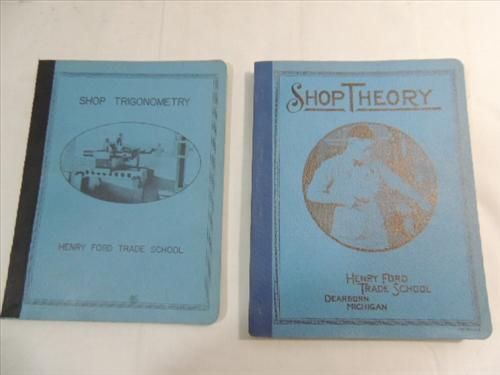 SHOP TRIGONOMETRY
HENRY FORD TRADE SCHOOL
SHOP THEORY
HENRY FORD
TRADE SCHOOL
DEARBORN
MICHIGAN